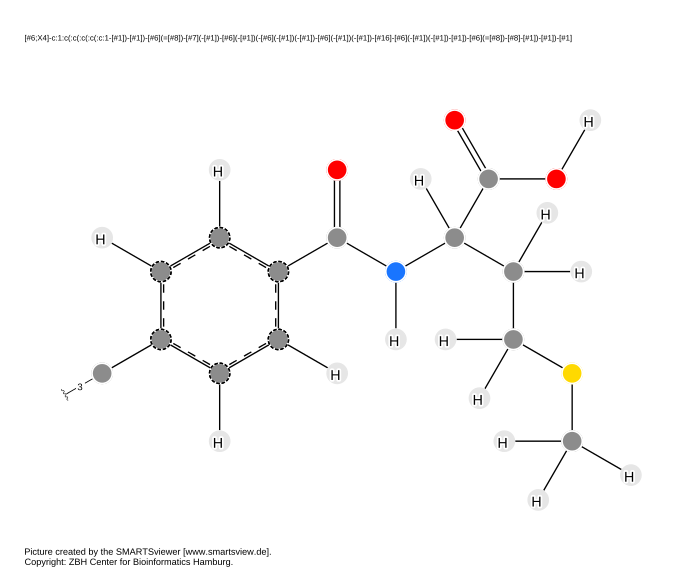 [#6;X4]-c:1:c(:c(:c(:c(:c:1-[#1])-[#1])-[#6](=[#8])-[#7](-[#1])-[#6](-[#1])(-[#6](-[#1])(-[#1])-[#6](-[#1])(-[#1])-[#16]-[#6](-[#1])(-[#1])-[#1])-[#6](=[#8])-[#8]-[#1])-[#1])-[#1]
H
H
H
H
H
H
H
3
H
H
H
H
H
H
H
Picture created by the SMARTSviewer [www.smartsview.de].
Copyright: ZBH Center for Bioinformatics Hamburg.